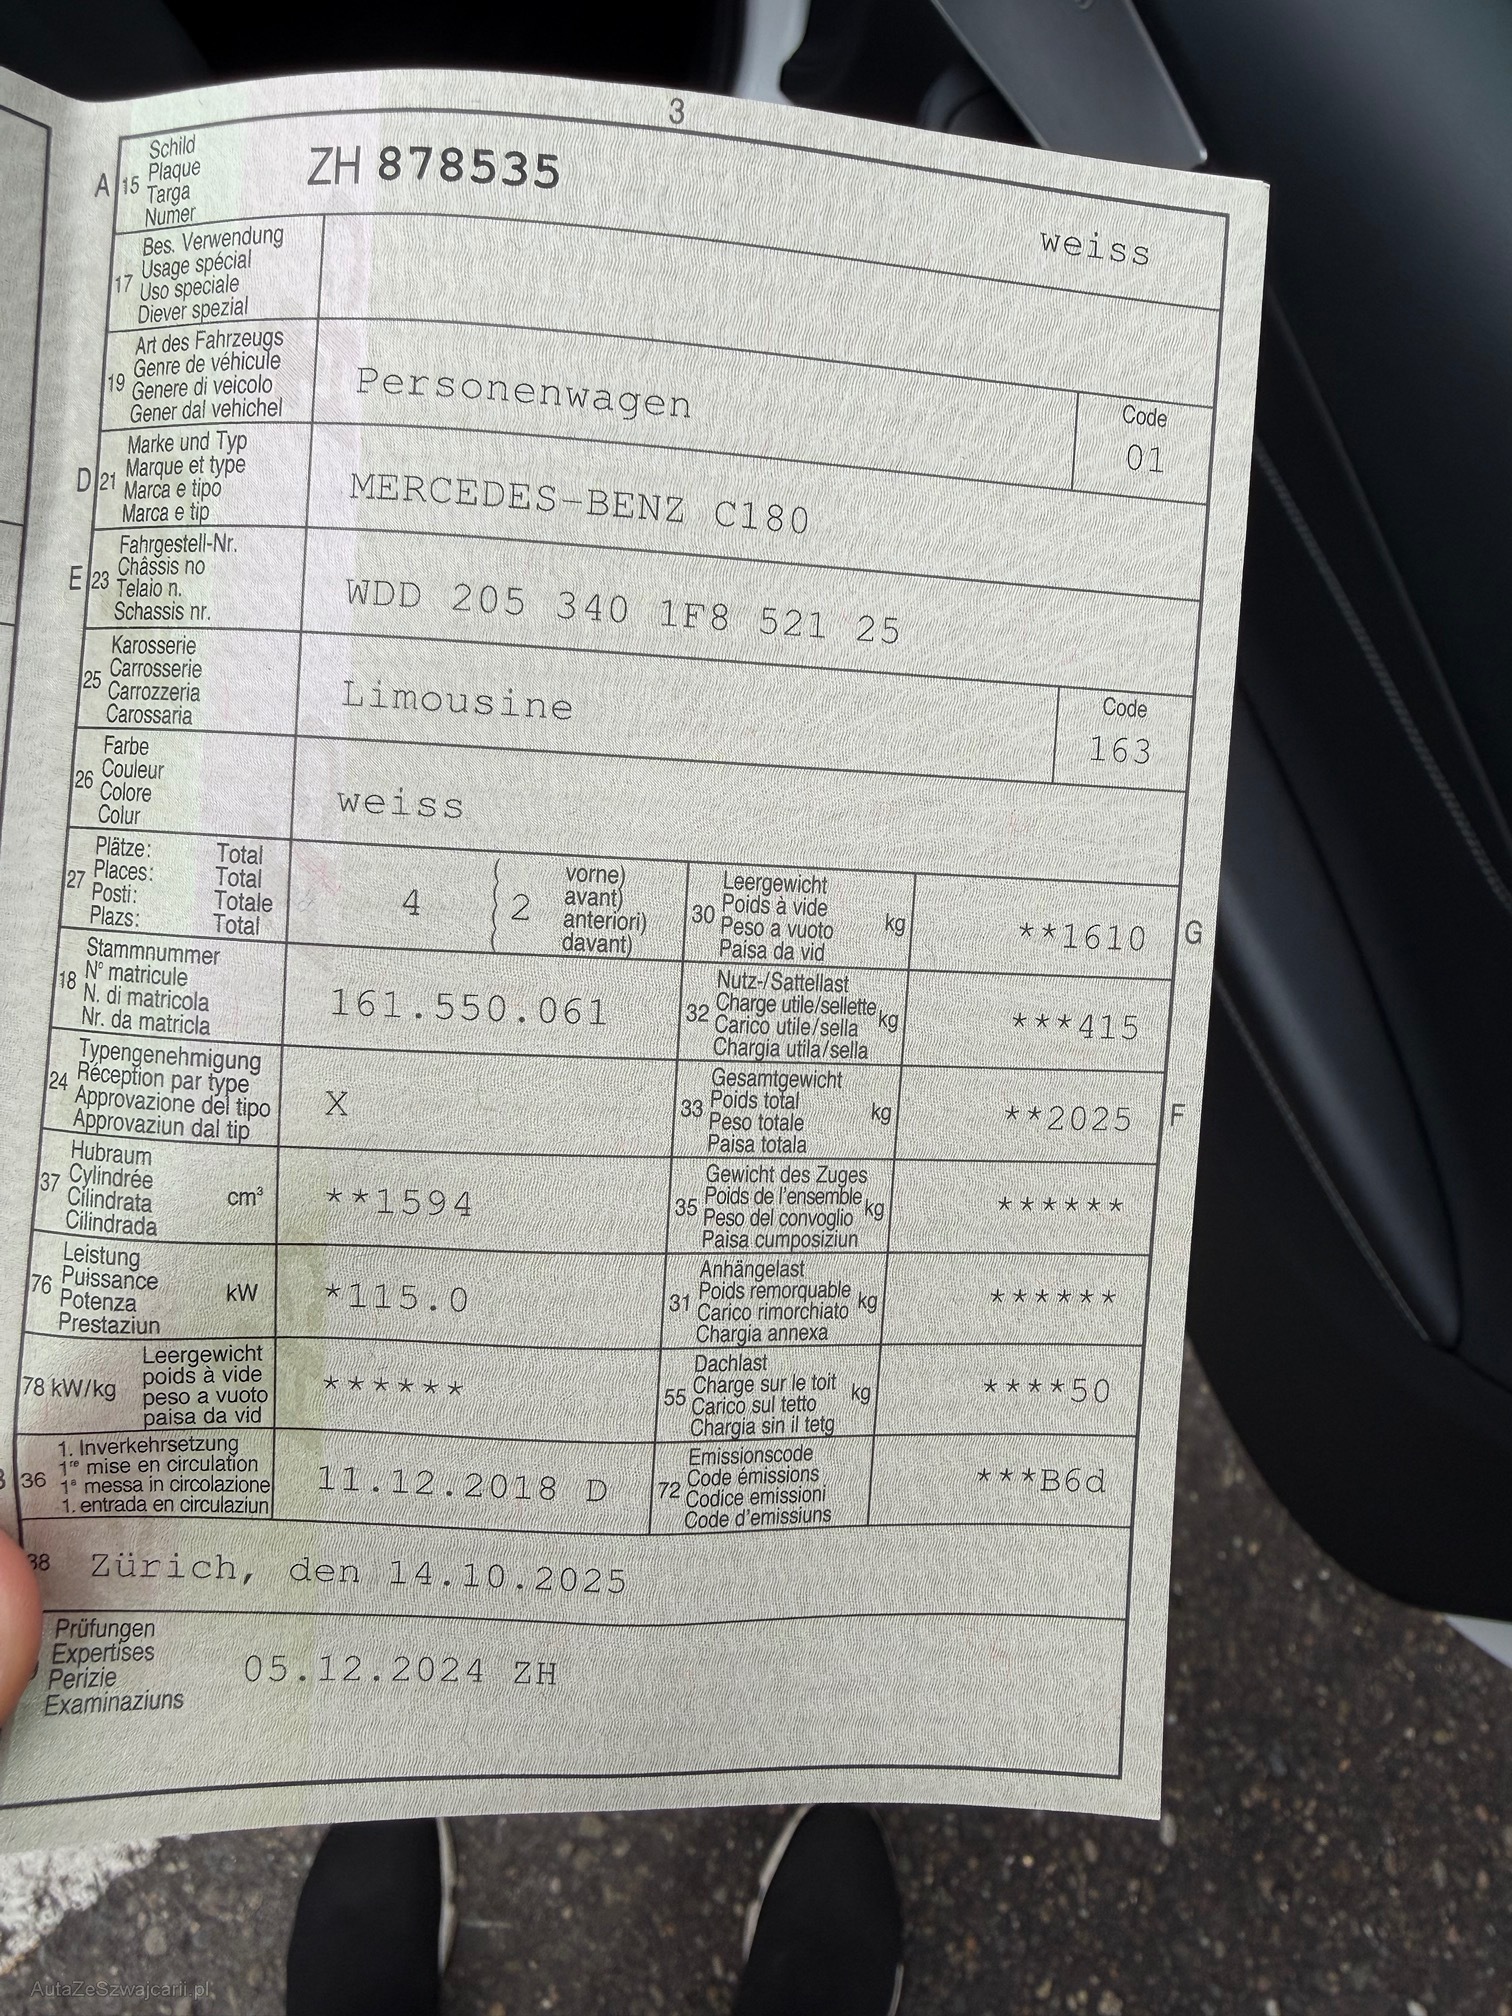 3
A 15 Schild
Plaque
Targa
Numer
ZH 878535
weiss
17 Bes. Verwendung
Usage spécial
Uso speciale
Diever spezial
19 Art des Fahrzeugs
Genre de véhicule
Genere di veicolo
Gener dal vehichel
Personenwagen
Code
01
D 21 Marke und Typ
Marque et type
Marca e tipo
Marca e tip
MERCEDES-BENZ C180
E 23 Fahrgestell-Nr.
Châssis no
Telaio n.
Schassis nr.
WDD 205 340 1F8 521 25
25 Karosserie
Carrosserie
Carrozzeria
Carossaria
Limousine
Code
163
26 Farbe
Couleur
Colore
Colur
weiss
27 Plätze: Total
Places: Total
Posti: Totale
Plazs: Total
4 2 vorne)
avant)
anteriori)
davant)
30 Leergewicht
Poids à vide
Peso a vuoto
Paisa da vid
kg
**1610
G
18 Stammnummer
N° matricule
N. di matricola
Nr. da matricla
161.550.061
32 Nutz-/Sattellast
Charge utile/sellette
Carico utile/sella
Chargia utila/sella
kg
***415
24 Typengenehmigung
Réception par type
Approvazione del tipo
Approvaziun dal tip
X
33 Gesamtgewicht
Poids total
Peso totale
Paisa totala
kg
**2025
F
37 Hubraum
Cylindrée
Cilindrata
Cilindrada
cm³
**1594
35 Gewicht des Zuges
Poids de l'ensemble
Peso del convoglio
Paisa cumposiziun
kg
******
76 Leistung
Puissance
Potenza
Prestaziun
kW
*115.0
31 Anhängelast
Poids remorquable
Carico rimorchiato
Chargia annexa
kg
******
78 kW/kg Leergewicht
poids à vide
peso a vuoto
paisa da vid
******
55 Dachlast
Charge sur le toit
Carico sul tetto
Chargia sin il tetg
kg
****50
36 1. Inverkehrsetzung
1re mise en circulation
1a messa in circolazione
1. entrada en circulaziun
11.12.2018 D
72 Emissionscode
Code émissions
Codice emissioni
Code d'emissiuns
***B6d
38 Zürich, den 14.10.2025
Prüfungen
Expertises
Perizie
Examinaziuns
05.12.2024 ZH
AutaZeSzwajcarii.pl